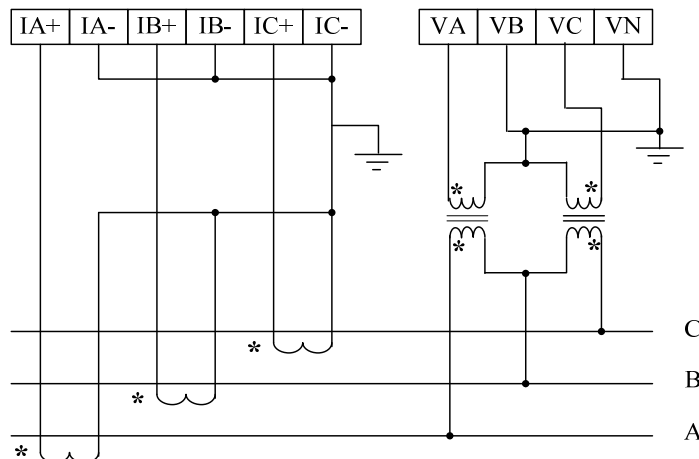 IA+ IA- IB+ IB- IC+ IC- VA VB VC VN
* *
* *
* C
* B
* A